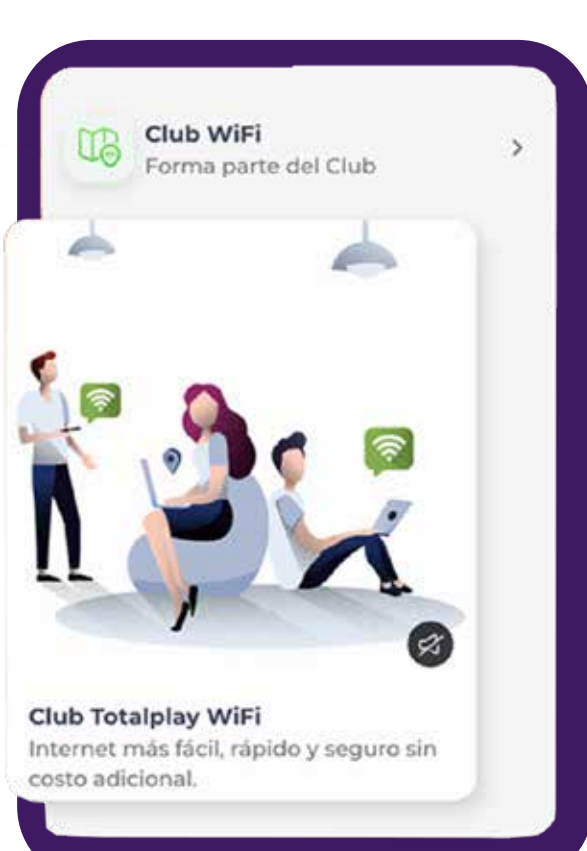 Club WiFi
Forma parte del Club
Club Totalplay WiFi
Internet más fácil, rápido y seguro sin
costo adicional.